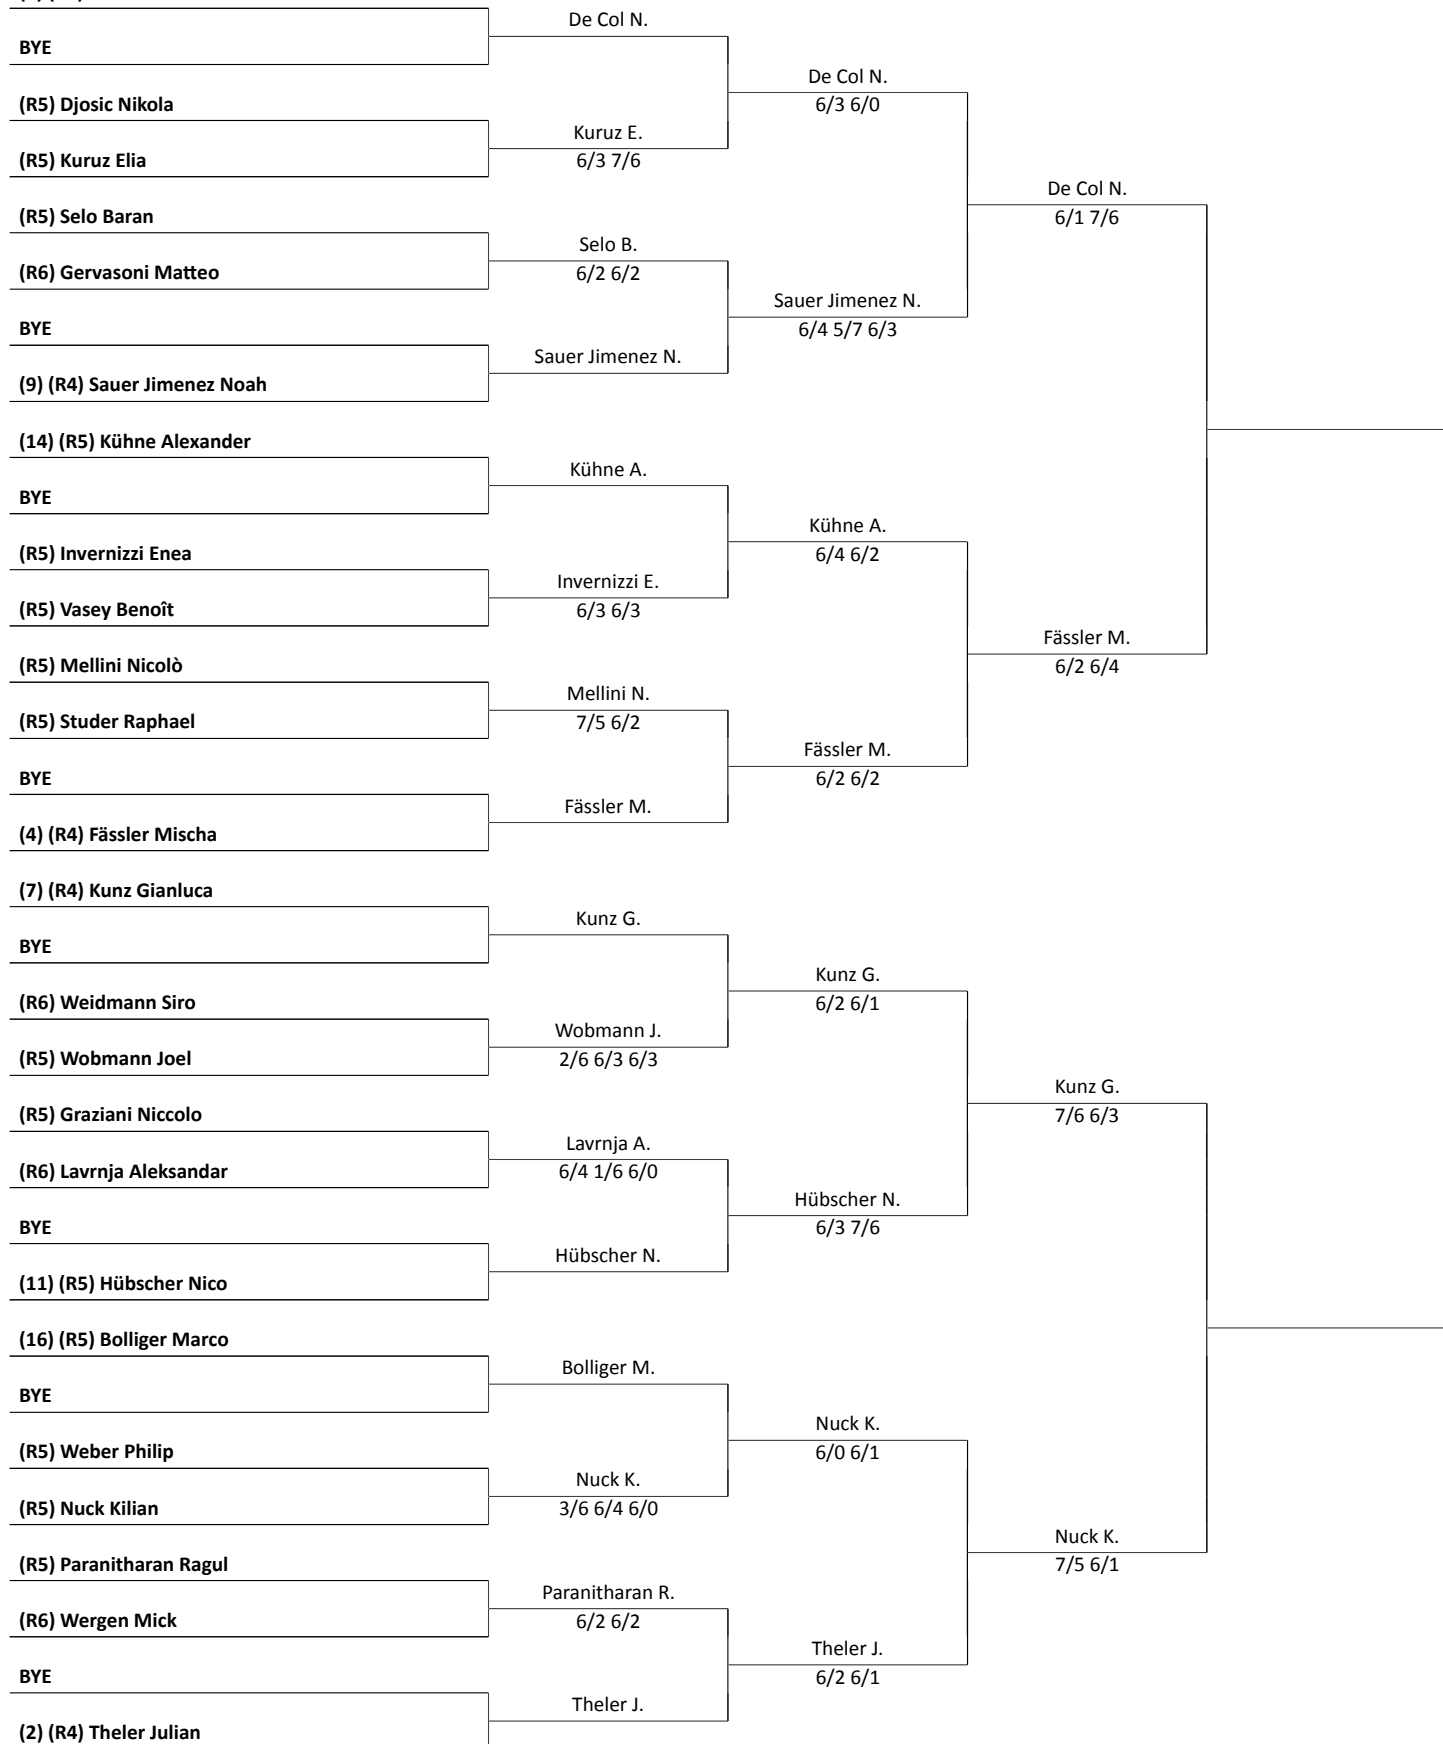 De Col N.
BYE
De Col N.
(R5) Djosic Nikola
6/3 6/0
Kuruz E.
(R5) Kuruz Elia
6/3 7/6
De Col N.
(R5) Selo Baran
6/1 7/6
Selo B.
(R6) Gervasoni Matteo
6/2 6/2
Sauer Jimenez N.
BYE
6/4 5/7 6/3
Sauer Jimenez N.
(9) (R4) Sauer Jimenez Noah
(14) (R5) Kühne Alexander
Kühne A.
BYE
Kühne A.
(R5) Invernizzi Enea
6/4 6/2
Invernizzi E.
(R5) Vasey Benoît
6/3 6/3
Fässler M.
(R5) Mellini Nicolò
6/2 6/4
Mellini N.
(R5) Studer Raphael
7/5 6/2
Fässler M.
BYE
6/2 6/2
Fässler M.
(4) (R4) Fässler Mischa
(7) (R4) Kunz Gianluca
Kunz G.
BYE
Kunz G.
(R6) Weidmann Siro
6/2 6/1
Wobmann J.
(R5) Wobmann Joel
2/6 6/3 6/3
Kunz G.
(R5) Graziani Niccolo
7/6 6/3
Lavrnja A.
(R6) Lavrnja Aleksandar
6/4 1/6 6/0
Hübscher N.
BYE
6/3 7/6
Hübscher N.
(11) (R5) Hübscher Nico
(16) (R5) Bolliger Marco
Bolliger M.
BYE
Nuck K.
(R5) Weber Philip
6/0 6/1
Nuck K.
(R5) Nuck Kilian
3/6 6/4 6/0
Nuck K.
(R5) Paranitharan Ragul
7/5 6/1
Paranitharan R.
(R6) Wergen Mick
6/2 6/2
Theler J.
BYE
6/2 6/1
Theler J.
(2) (R4) Theler Julian